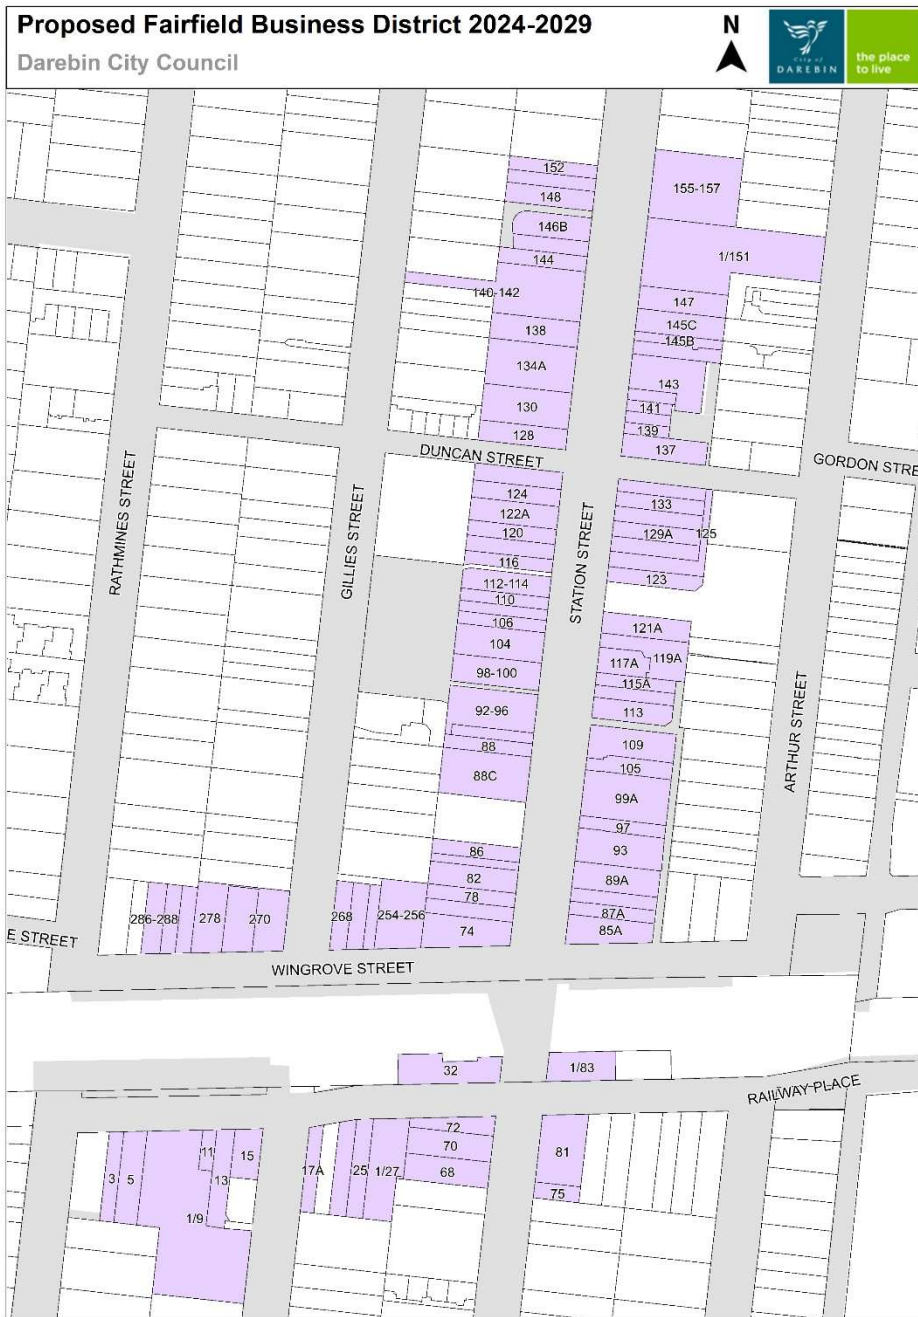 Proposed Fairfield Business District 2024-2029
Darebin City Council
N
City of
DAREBIN
the place
to live
152
148
146B
144
140-142
138
134A
130
128
155-157
1/151
147
145C
145B
143
141
139
137
DUNCAN STREET
GORDON STRE
RATHMINES STREET
GILLIES STREET
STATION STREET
ARTHUR STREET
124
122A
120
116
112-114
110
106
104
98-100
92-96
88
88C
86
82
78
74
133
129A
125
123
121A
119A
117A
115A
113
109
105
99A
97
93
89A
87A
85A
286-288
278
270
268
254-256
E STREET
WINGROVE STREET
32
1/83
RAILWAY PLACE
3
5
1/9
11
13
15
17A
25
1/27
72
70
68
81
75